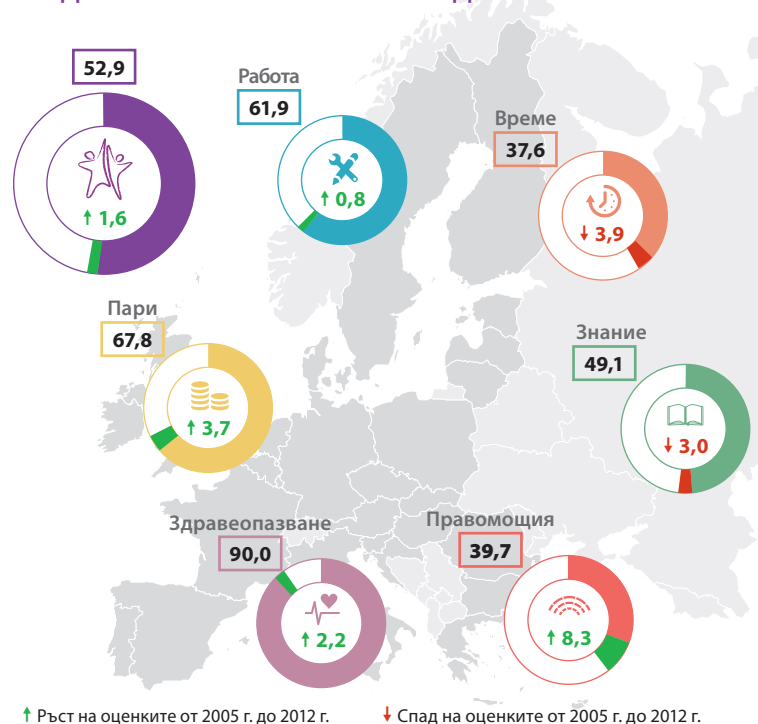 52,9
↑ 1,6
Работа
61,9
↑ 0,8
Време
37,6
↓ 3,9
Пари
67,8
↑ 3,7
Знание
49,1
↓ 3,0
Здравеопазване
90,0
↑ 2,2
Правомощия
39,7
↑ 8,3
↑ Ръст на оценките от 2005 г. до 2012 г.
↓ Спад на оценките от 2005 г. до 2012 г.